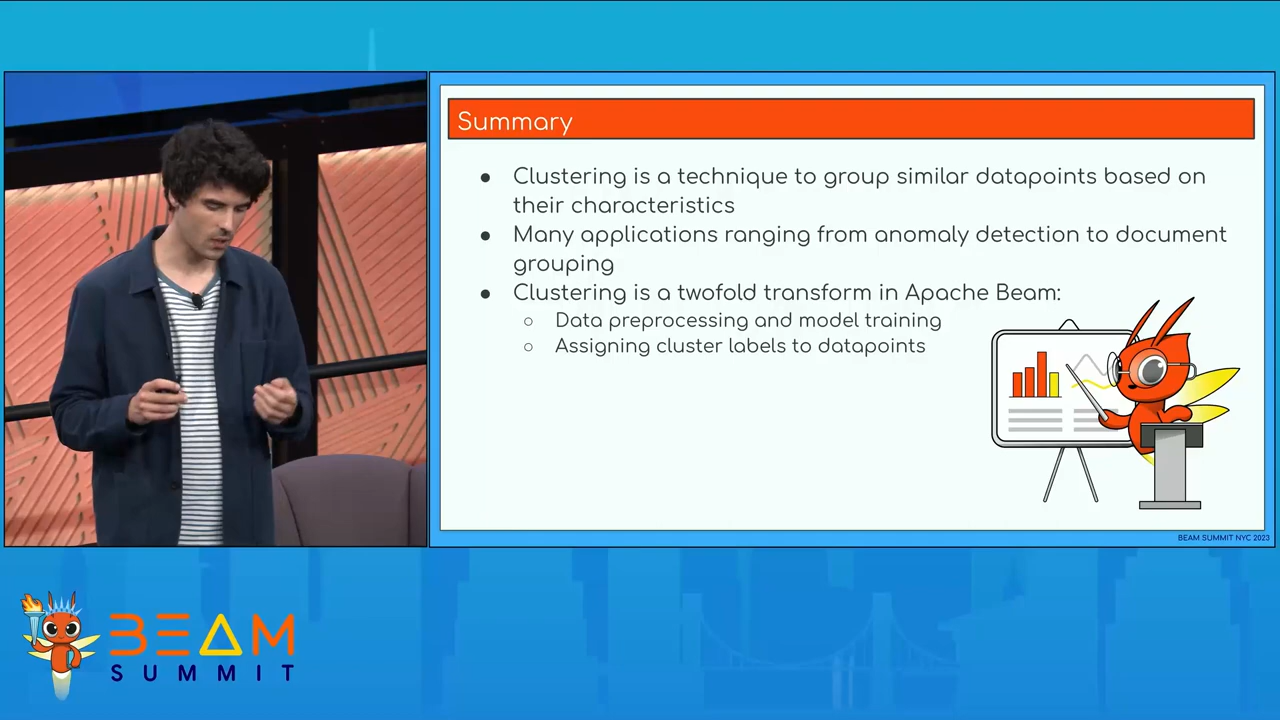 Summary
● Clustering is a technique to group similar datapoints based on
their characteristics
● Many applications ranging from anomaly detection to document
grouping
● Clustering is a twofold transform in Apache Beam:
○ Data preprocessing and model training
○ Assigning cluster labels to datapoints
BEAM SUMMIT NYC 2023
BEAM
SUMMIT